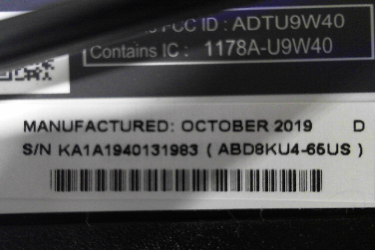 FCC ID : ADTU9W40
Contains IC : 1178A-U9W40
MANUFACTURED: OCTOBER 2019 D
S/N KA1A1940131983 ( ABD8KU4-65US )